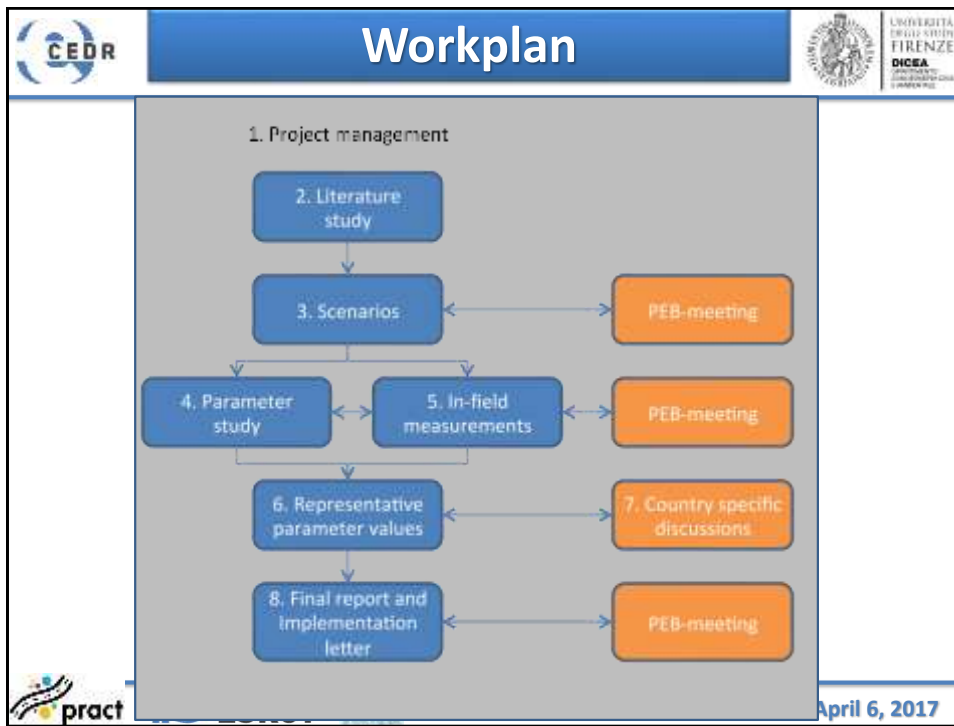 CEDR
Workplan
UNIVERSITÀ
DEGLI STUDI
FIRENZE
DICEA
1. Project management
2. Literature
study
3. Scenarios
PEB-meeting
4. Parameter
study
5. In-field
measurements
PEB-meeting
6. Representative
parameter values
7. Country specific
discussions
8. Final report and
implementation
letter
PEB-meeting
pract
April 6, 2017